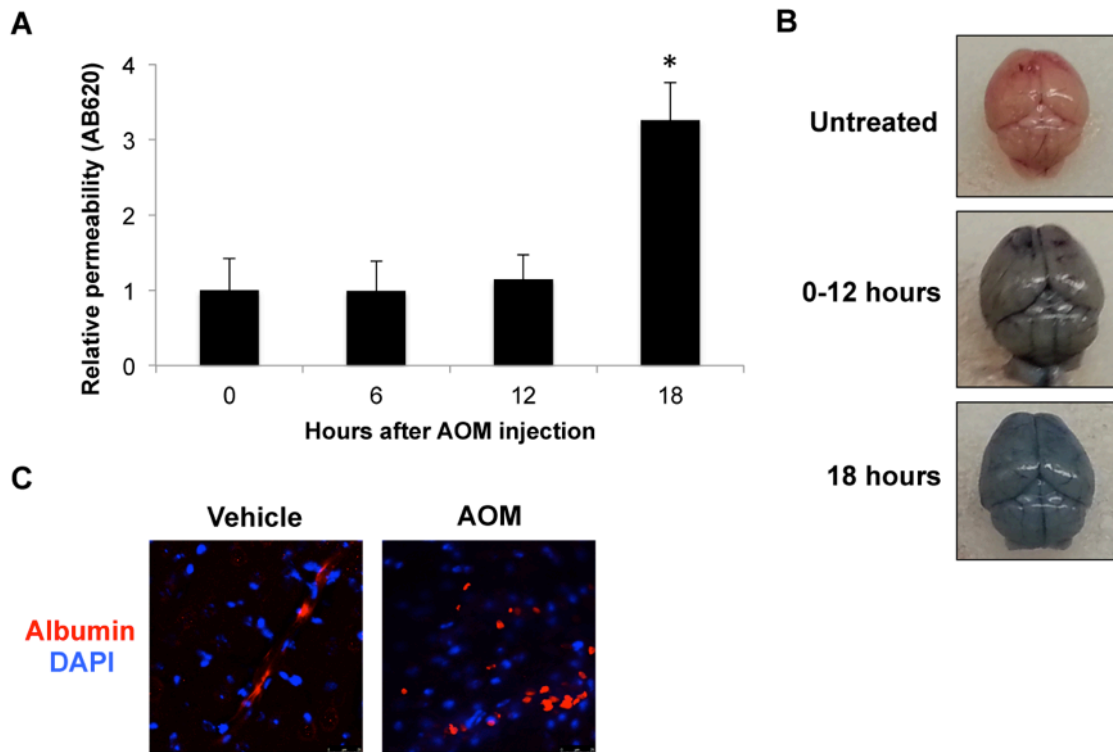 A
Relative permeability (AB620)
4
3
2
1
0
*
0 6 12 18
Hours after AOM injection
B
Untreated
0-12 hours
18 hours
C
Vehicle AOM
Albumin
DAPI